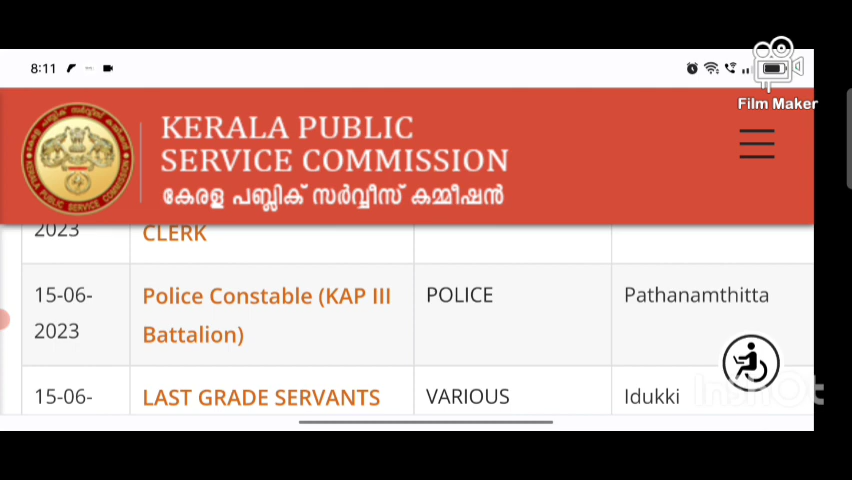 8:11
Film Maker
KERALA PUBLIC
SERVICE COMMISSION
കേരള പബ്ലിക് സർവ്വീസ് കമ്മീഷൻ
2023 CLERK
15-06- Police Constable (KAP III POLICE Pathanamthitta
2023 Battalion)
15-06- LAST GRADE SERVANTS VARIOUS Idukki
InShOt